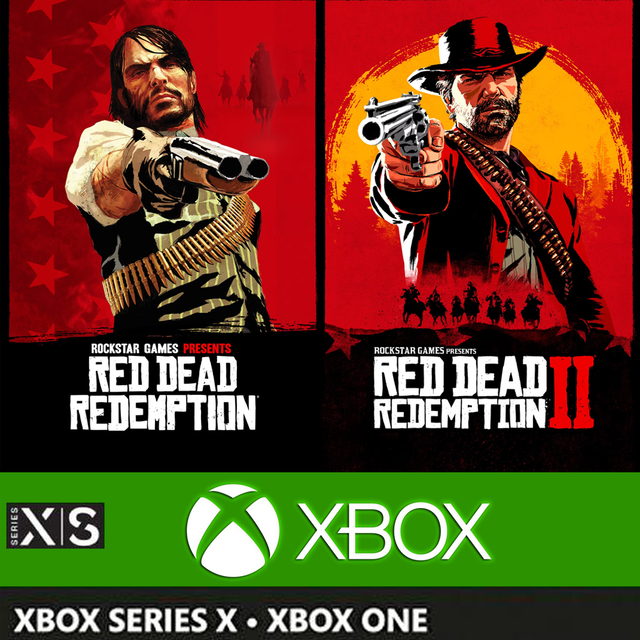 ROCKSTAR GAMES PRESENTS
RED DEAD
REDEMPTION
ROCKSTAR GAMES PRESENTS
RED DEAD
REDEMPTION II
SERIES X|S
XBOX
XBOX SERIES X • XBOX ONE